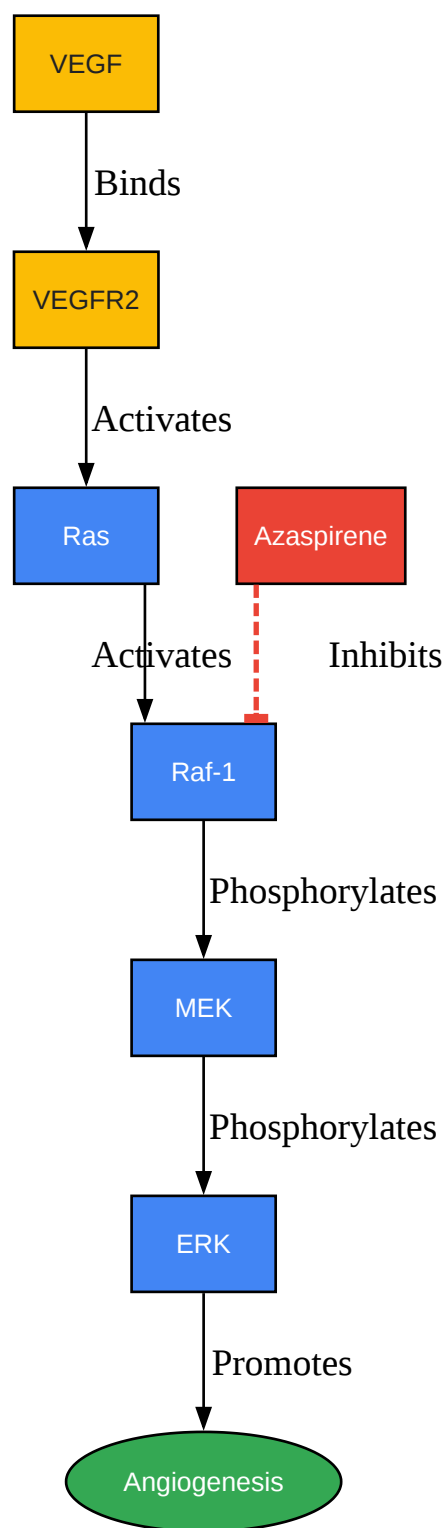 VEGF
Binds
VEGFR2
Activates
Ras
Azaspirene
Activates
Inhibits
Raf-1
Phosphorylates
MEK
Phosphorylates
ERK
Promotes
Angiogenesis